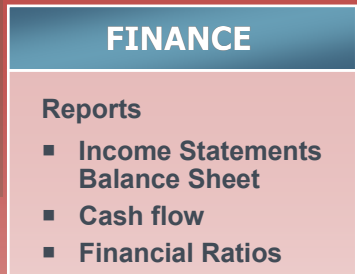 FINANCE
Reports
▪ Income Statements
Balance Sheet
▪ Cash flow
▪ Financial Ratios